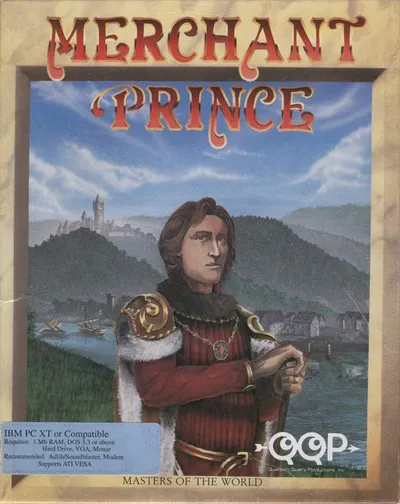 MERCHANT
PRINCE
IBM PC XT or Compatible
Requires: 1 Mb RAM, DOS 3.3 or above
Hard Drive, VGA, Mouse
Recommended: Adlib/Soundblaster, Modem
Supports ATI VESA
QQP
Quantum Quality Productions, Inc.
MASTERS OF THE WORLD